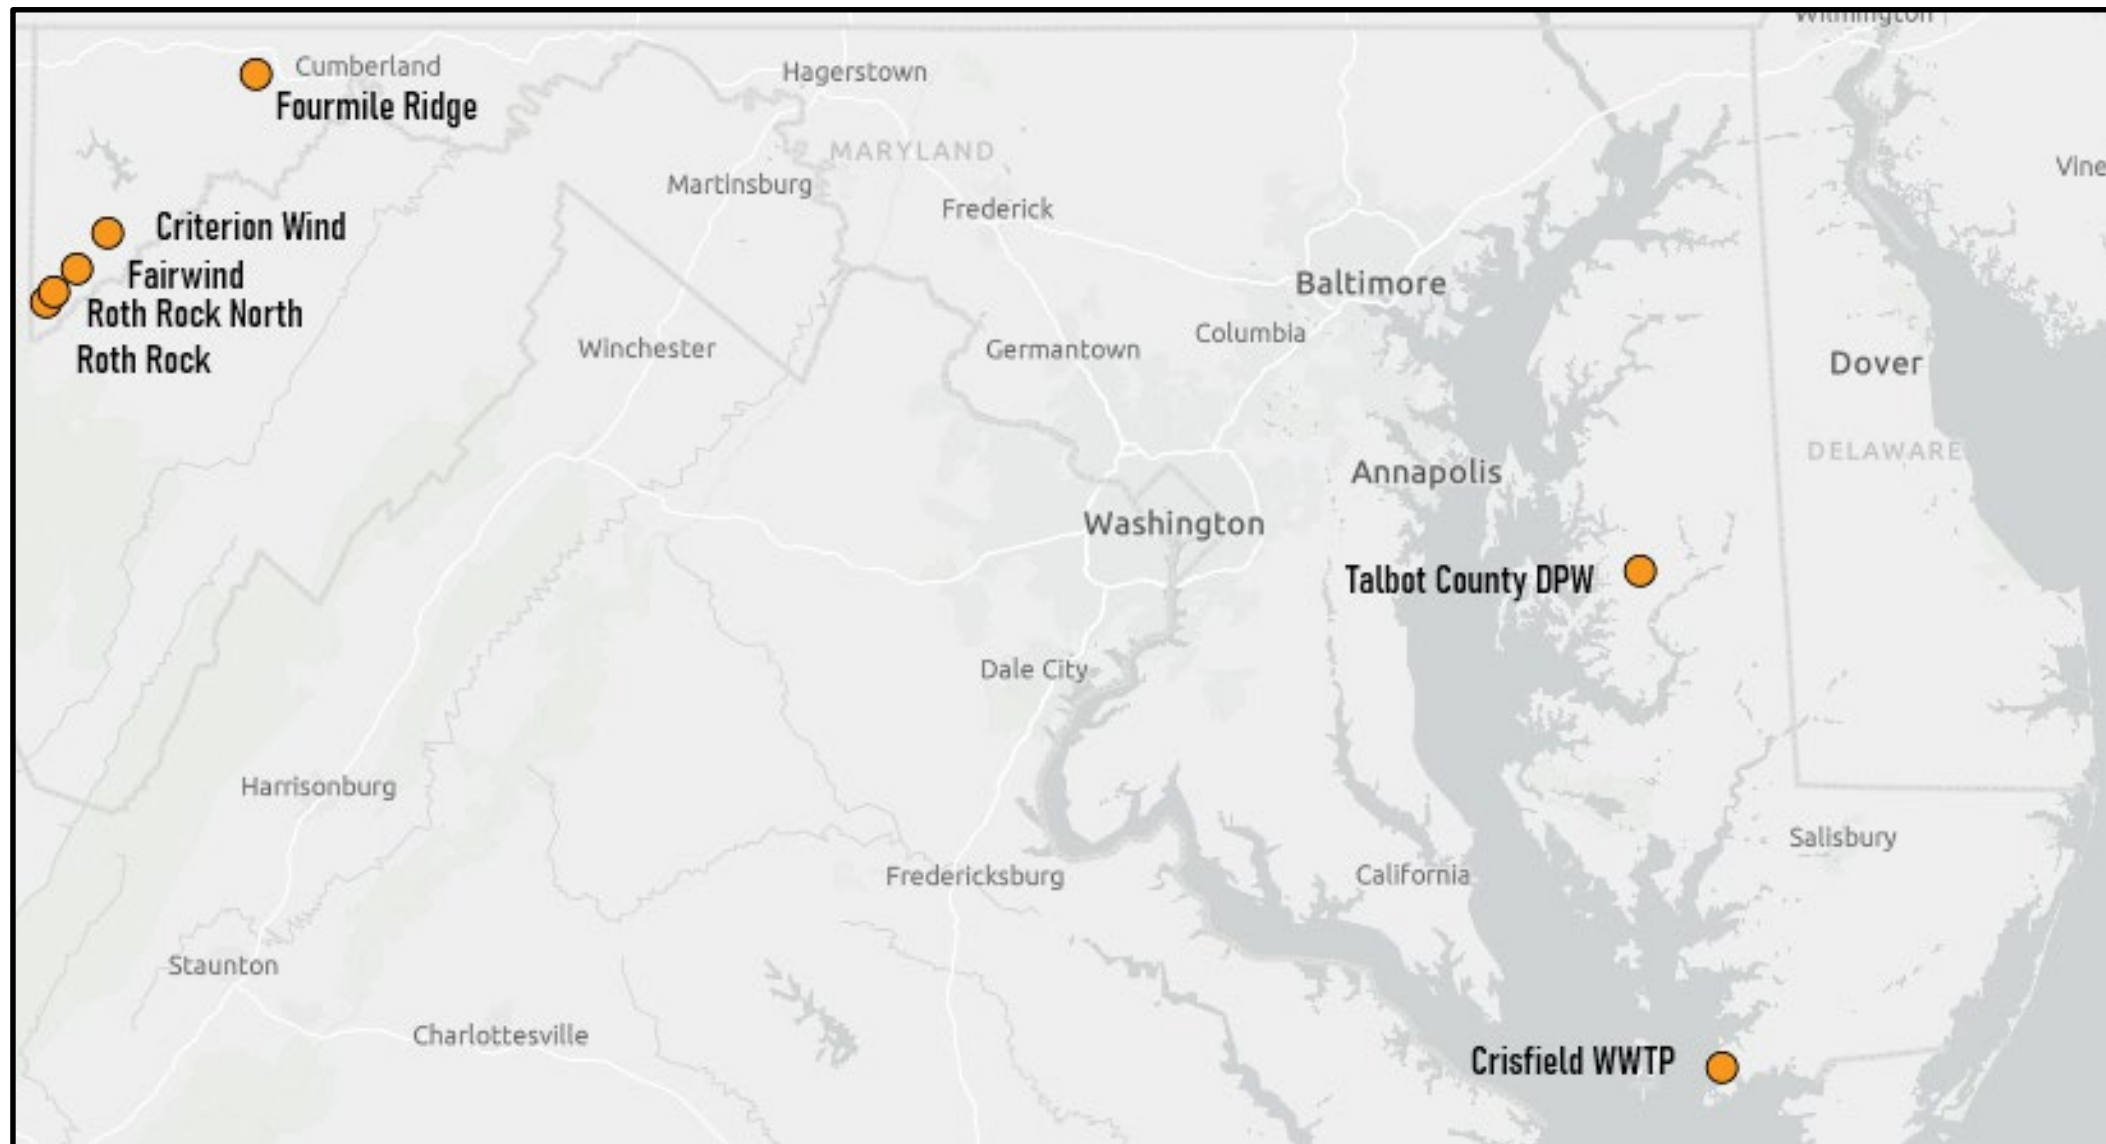 Wilmington
Cumberland
Hagerstown
Fourmile Ridge
MARYLAND
Vine
Martinsburg
Frederick
Criterion Wind
Fairwind
Baltimore
Roth Rock North
Columbia
Winchester
Germantown
Roth Rock
Dover
DELAWARE
Annapolis
Washington
Talbot County DPW
Dale City
Harrisonburg
Salisbury
Fredericksburg
California
Staunton
Charlottesville
Crisfield WWTP